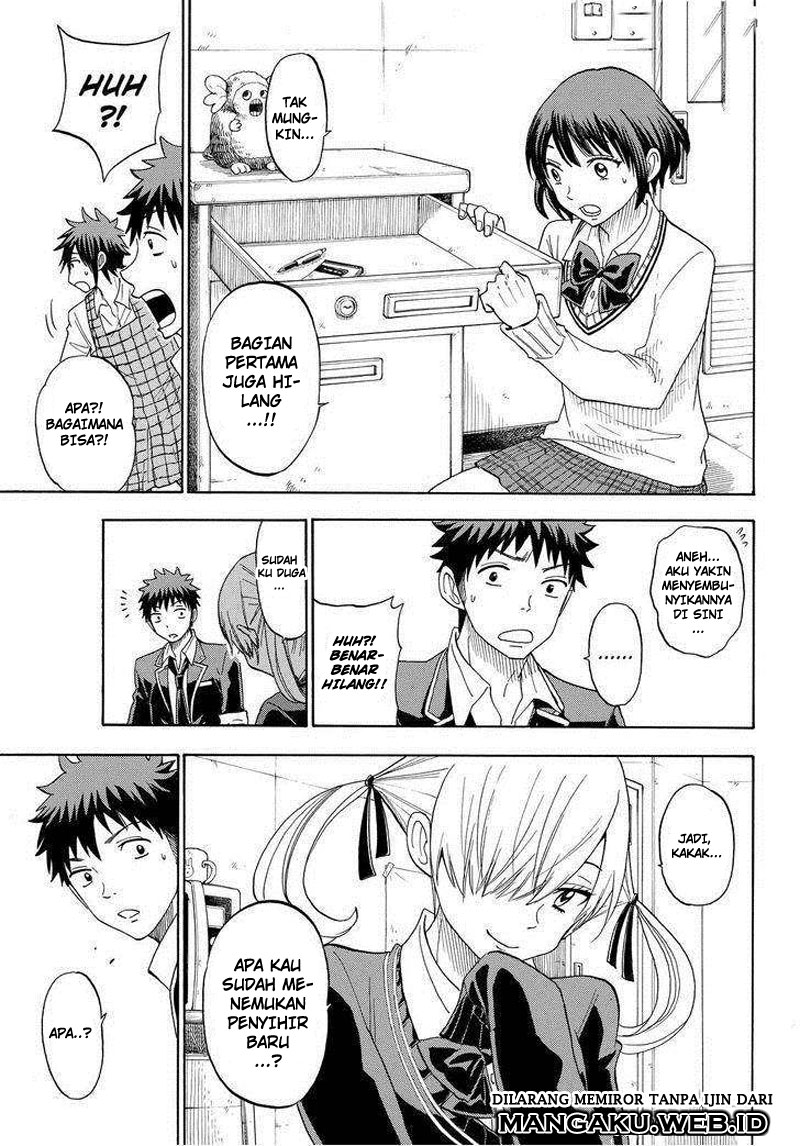 TAK
MUNG-
KIN...
BAGIAN
PERTAMA
JUGA HI-
LANG
...!!
HUH
?!
APA?!
BAGAIMANA
BISA?!
ANEH...
AKU YAKIN
MENYEMBU-
NYIKANNYA
DI SINI
...
......
HUH?!
BENAR-
BENAR
HILANG!!
SUDAH
KU DUGA
...
JADI,
KAKAK...
APA KAU
SUDAH ME-
NEMUKAN
PENYIHIR
BARU
...?
APA..?
DILARANG MEMIROR TANPA IJIN DARI
MANGAKU.WEB.ID